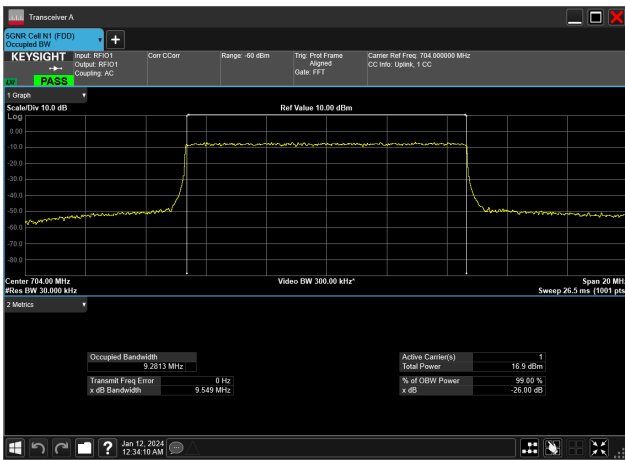 Transceiver A
5GNR Cell N1 (FDD)
Occupied BW
KEYSIGHT
Input: RFIO1
Output: RFIO1
Coupling: AC
Corr CCorr
Range: -60 dBm
Trig: Prot Frame
Aligned
Gate: FFT
Carrier Ref Freq: 704.000000 MHz
CC Info: Uplink, 1 CC
PASS
1 Graph
Scale/Div 10.0 dB
Ref Value 10.00 dBm
Log
0.00
-10.0
-20.0
-30.0
-40.0
-50.0
-60.0
-70.0
-80.0
Center 704.00 MHz
Video BW 300.00 kHz*
Span 20 MHz
#Res BW 30.000 kHz
Sweep 26.5 ms (1001 pts
2 Metrics
Occupied Bandwidth
9.2813 MHz
Transmit Freq Error 0 Hz
x dB Bandwidth 9.549 MHz
Active Carrier(s) 1
Total Power 16.9 dBm
% of OBW Power 99.00 %
x dB -26.00 dB
Jan 12, 2024
12:34:10 AM